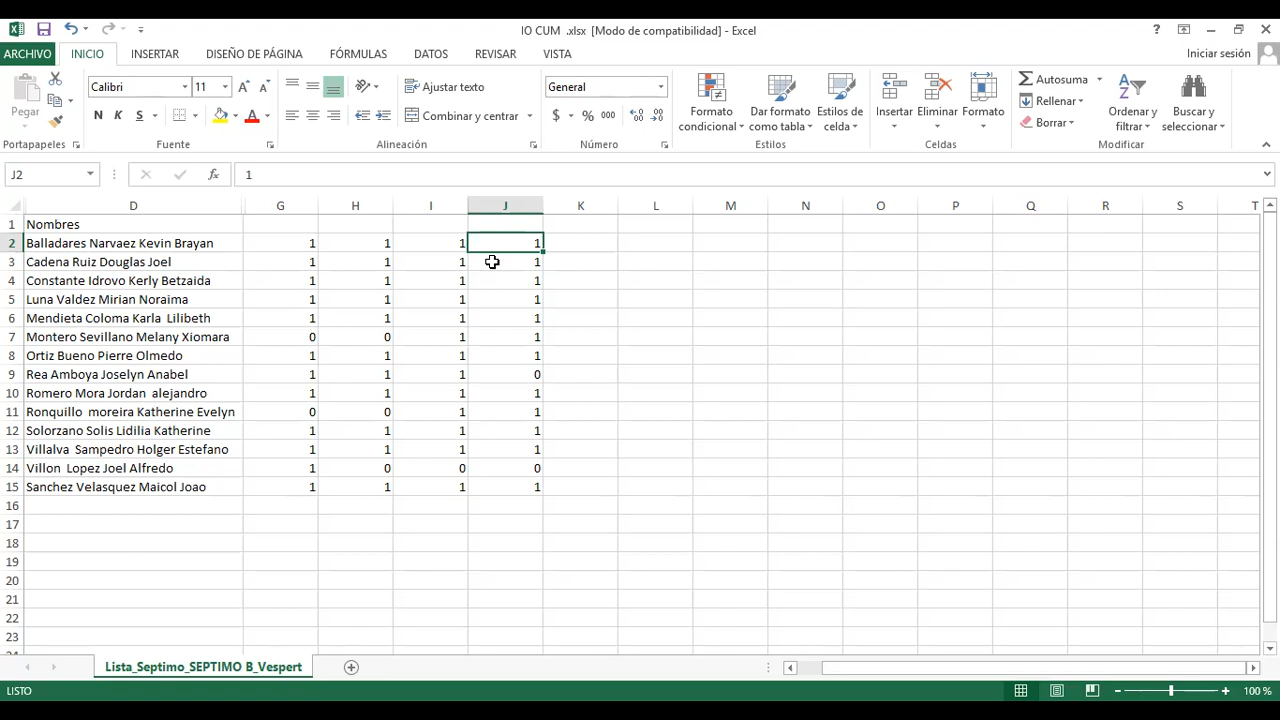 IO CUM .xlsx [Modo de compatibilidad] - Excel
ARCHIVO INICIO INSERTAR DISEÑO DE PÁGINA FÓRMULAS DATOS REVISAR VISTA Iniciar sesión
Calibri 11 Ajustar texto General Autosuma
Pegar N K S Combinar y centrar $ % 000 Formato condicional Dar formato como tabla Estilos de celda Insertar Eliminar Formato Rellenar Borrar Ordenar y filtrar Buscar y seleccionar
Portapapeles Fuente Alineación Número Estilos Celdas Modificar
J2 fx 1
D G H I J K L M N O P Q R S T
1 Nombres
2 Balladares Narvaez Kevin Brayan 1 1 1 1
3 Cadena Ruiz Douglas Joel 1 1 1 1
4 Constante Idrovo Kerly Betzaida 1 1 1 1
5 Luna Valdez Mirian Noraima 1 1 1 1
6 Mendieta Coloma Karla  Lilibeth 1 1 1 1
7 Montero Sevillano Melany Xiomara 0 0 1 1
8 Ortiz Bueno Pierre Olmedo 1 1 1 1
9 Rea Amboya Joselyn Anabel 1 1 1 0
10 Romero Mora Jordan  alejandro 1 1 1 1
11 Ronquillo  moreira Katherine Evelyn 0 0 1 1
12 Solorzano Solis Lidilia Katherine 1 1 1 1
13 Villalva  Sampedro Holger Estefano 1 1 1 1
14 Villon  Lopez Joel Alfredo 1 0 0 0
15 Sanchez Velasquez Maicol Joao 1 1 1 1
16
17
18
19
20
21
22
23
Lista_Septimo_SEPTIMO B_Vespert
LISTO 100 %